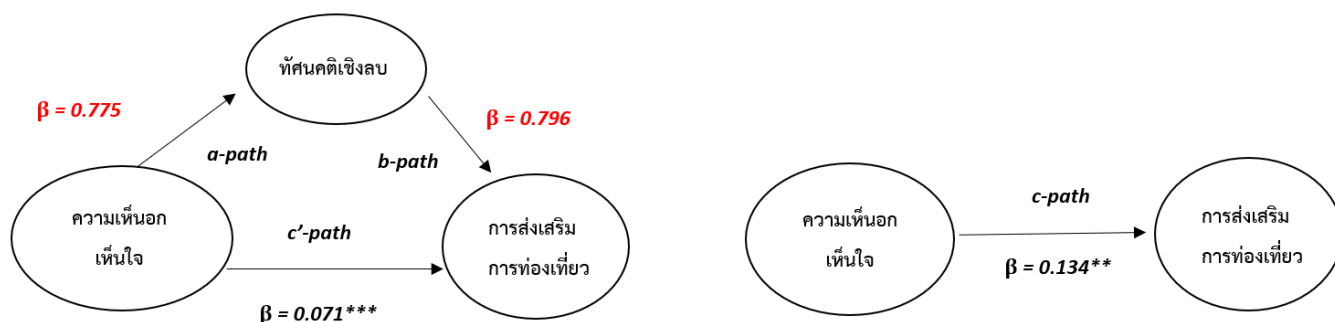 ทัศนคติเชิงลบ
β = 0.775
β = 0.796
a-path
b-path
ความเห็นอก
เห็นใจ
c’-path
การส่งเสริม
การท่องเที่ยว
β = 0.071***
ความเห็นอก
เห็นใจ
c-path
β = 0.134**
การส่งเสริม
การท่องเที่ยว